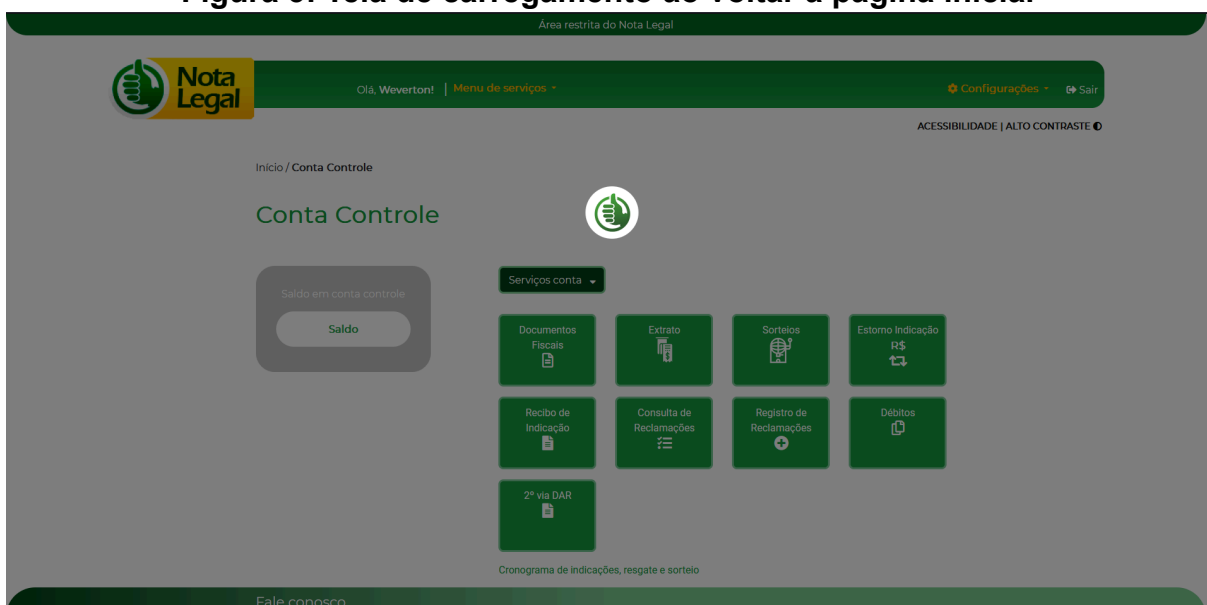 Figura 3: Tela de carregamento ao voltar à página inicial
Área restrita do Nota Legal
Nota
Legal
Olá, Weverton! | Menu de serviços
Configurações
Sair
ACESSIBILIDADE | ALTO CONTRASTE
Início / Conta Controle
Conta Controle
Saldo em conta controle
Saldo
Serviços conta
Documentos
Fiscais
Extrato
Sorteios
Estorno Indicação
R$
Recibo de
Indicação
Consulta de
Reclamações
Registro de
Reclamações
Débitos
2º via DAR
Cronograma de indicações, resgate e sorteio
Fale conosco